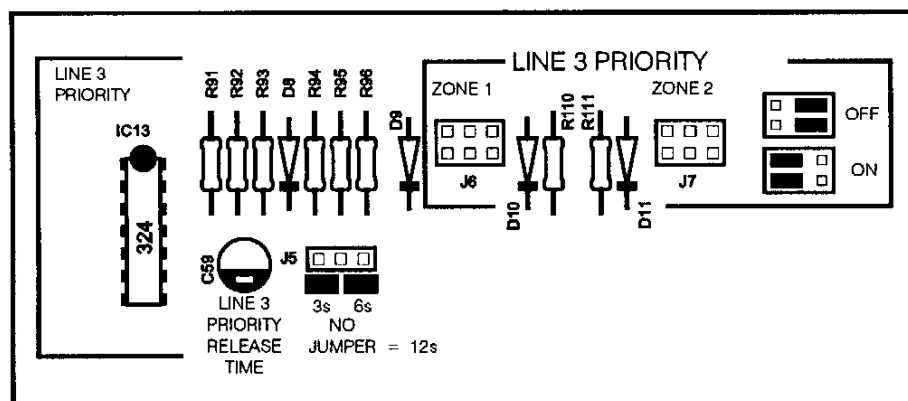 LINE 3
PRIORITY
IC13
324
R91
R92
R93
D8
R94
R95
R96
D9
C59
LINE 3
PRIORITY
RELEASE
TIME
J5
3s 6s
NO
JUMPER = 12s
LINE 3 PRIORITY
ZONE 1
J6
D10
R110
R111
D11
ZONE 2
J7
OFF
ON